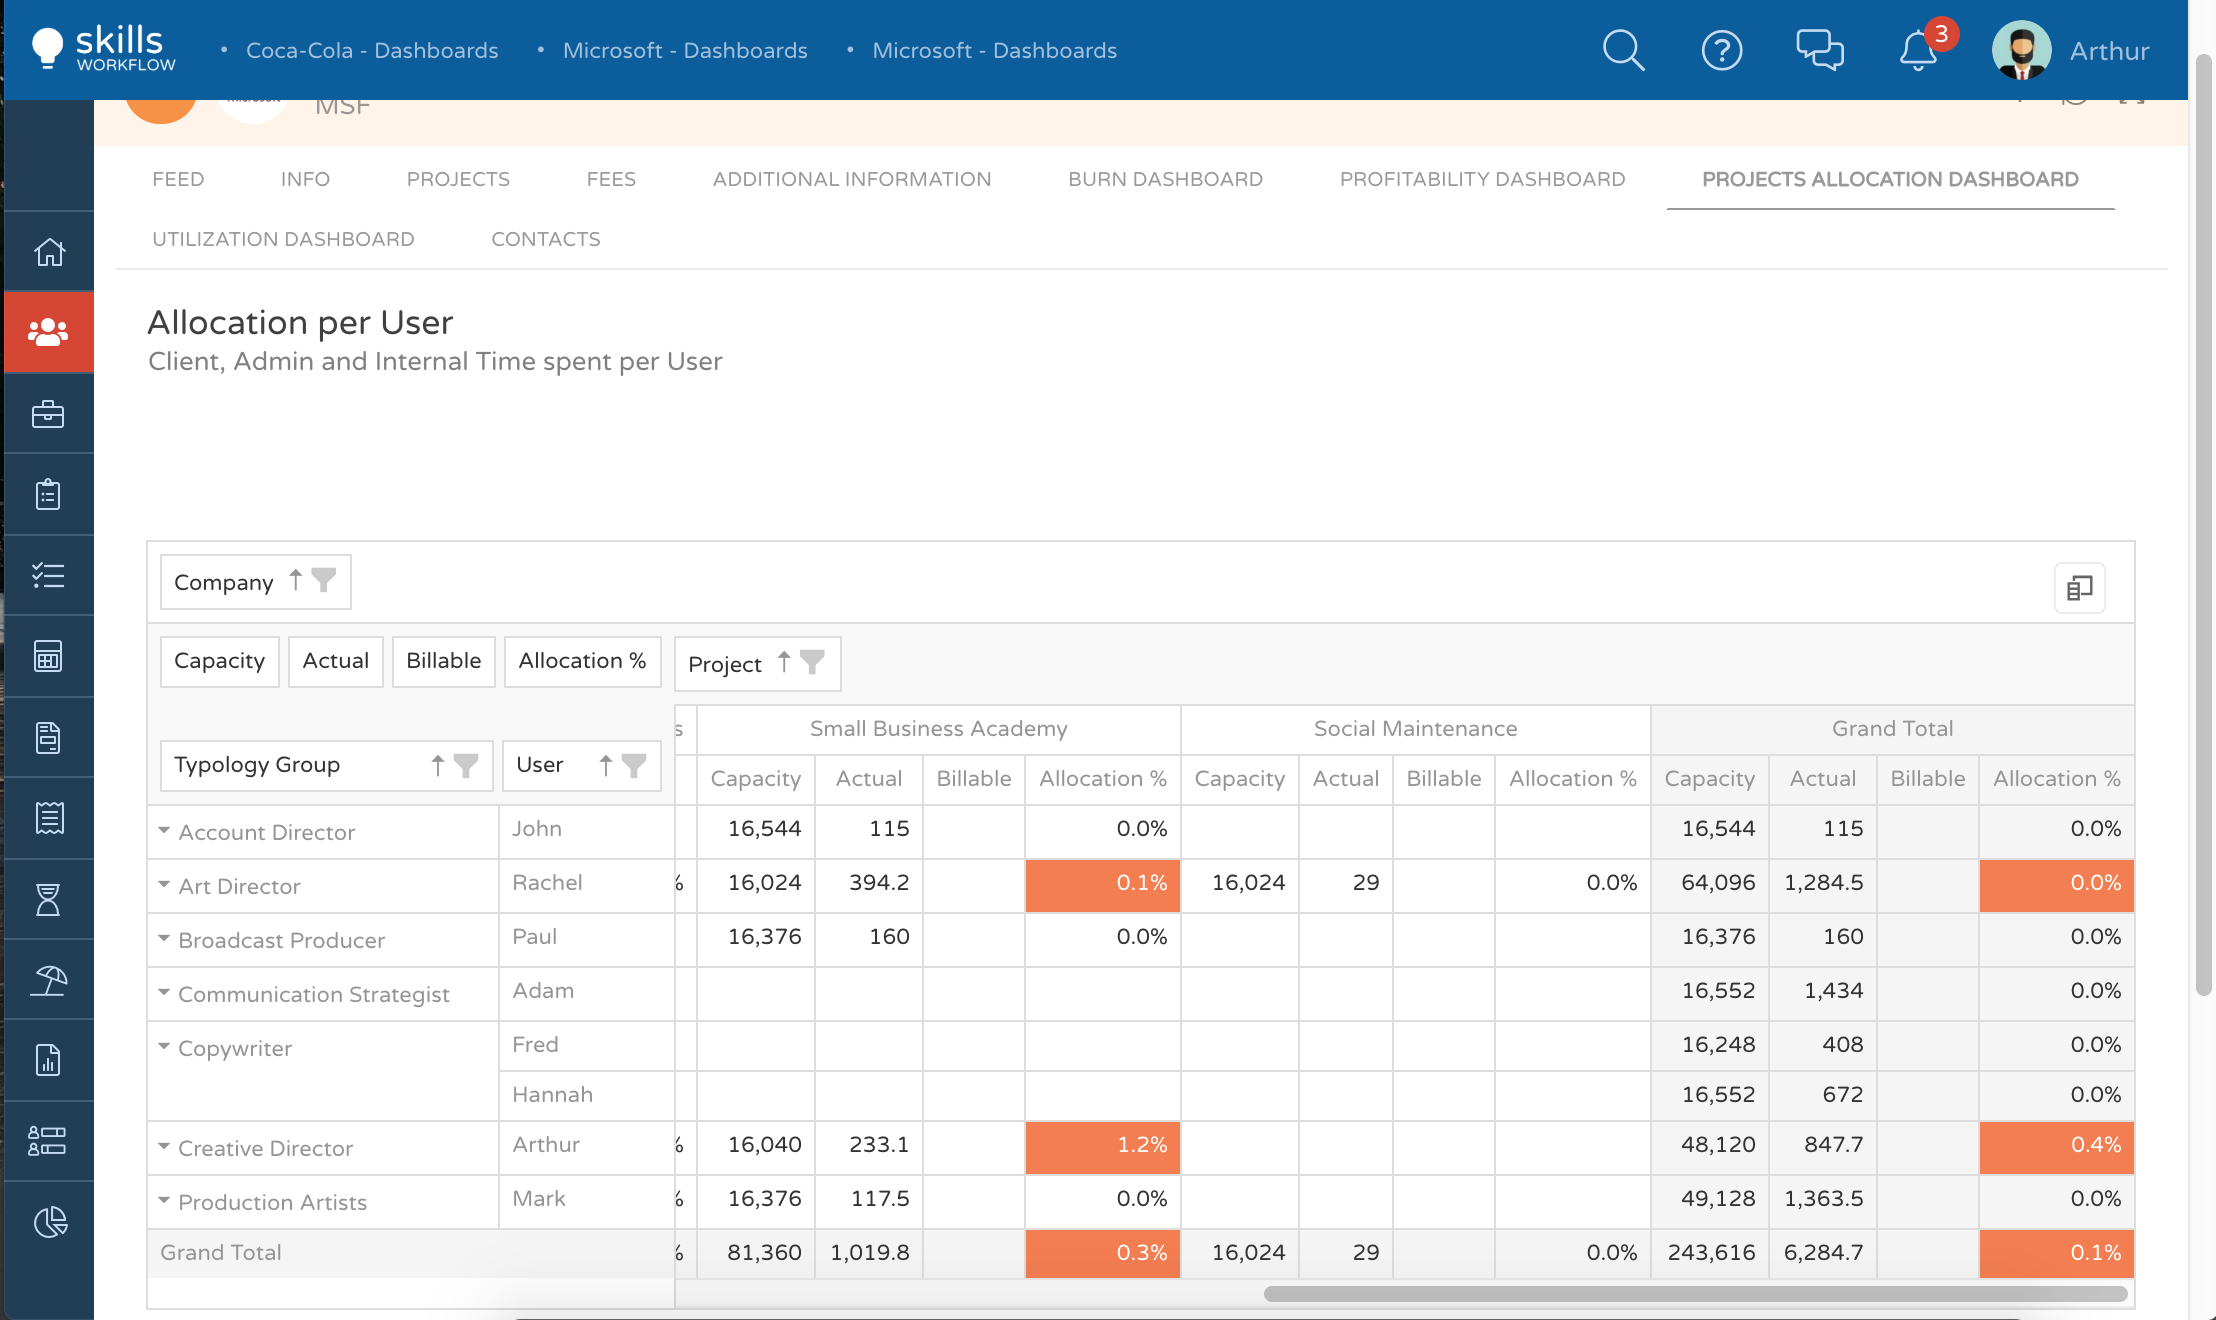 skills
WORKFLOW
• Coca-Cola - Dashboards • Microsoft - Dashboards • Microsoft - Dashboards
3
Arthur
MSF
FEED INFO PROJECTS FEES ADDITIONAL INFORMATION BURN DASHBOARD PROFITABILITY DASHBOARD PROJECTS ALLOCATION DASHBOARD
UTILIZATION DASHBOARD CONTACTS
Allocation per User
Client, Admin and Internal Time spent per User
Company
Capacity Actual Billable Allocation % Project
s Small Business Academy Social Maintenance Grand Total
Typology Group User
Capacity Actual Billable Allocation % Capacity Actual Billable Allocation % Capacity Actual Billable Allocation %
Account Director John 16,544 115 0.0% 16,544 115 0.0%
Art Director Rachel % 16,024 394.2 0.1% 16,024 29 0.0% 64,096 1,284.5 0.0%
Broadcast Producer Paul 16,376 160 0.0% 16,376 160 0.0%
Communication Strategist Adam 16,552 1,434 0.0%
Copywriter Fred 16,248 408 0.0%
Hannah 16,552 672 0.0%
Creative Director Arthur % 16,040 233.1 1.2% 48,120 847.7 0.4%
Production Artists Mark % 16,376 117.5 0.0% 49,128 1,363.5 0.0%
Grand Total % 81,360 1,019.8 0.3% 16,024 29 0.0% 243,616 6,284.7 0.1%